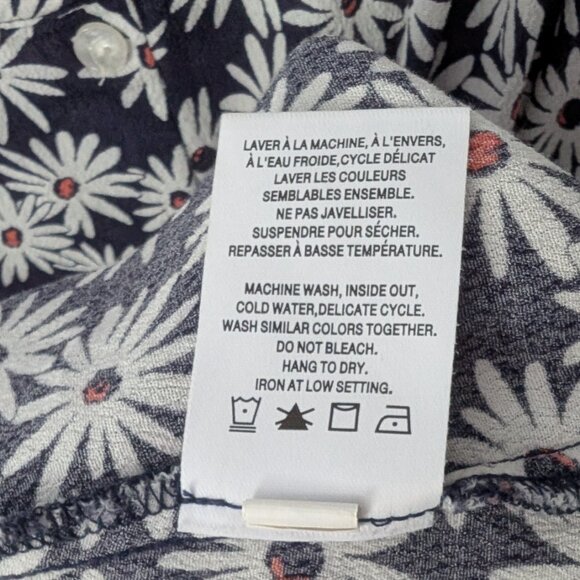 LAVER À LA MACHINE, À L'ENVERS,
À L'EAU FROIDE,CYCLE DÉLICAT
LAVER LES COULEURS
SEMBLABLES ENSEMBLE.
NE PAS JAVELLISER.
SUSPENDRE POUR SÉCHER.
REPASSER À BASSE TEMPÉRATURE.
MACHINE WASH, INSIDE OUT,
COLD WATER,DELICATE CYCLE.
WASH SIMILAR COLORS TOGETHER.
DO NOT BLEACH.
HANG TO DRY.
IRON AT LOW SETTING.